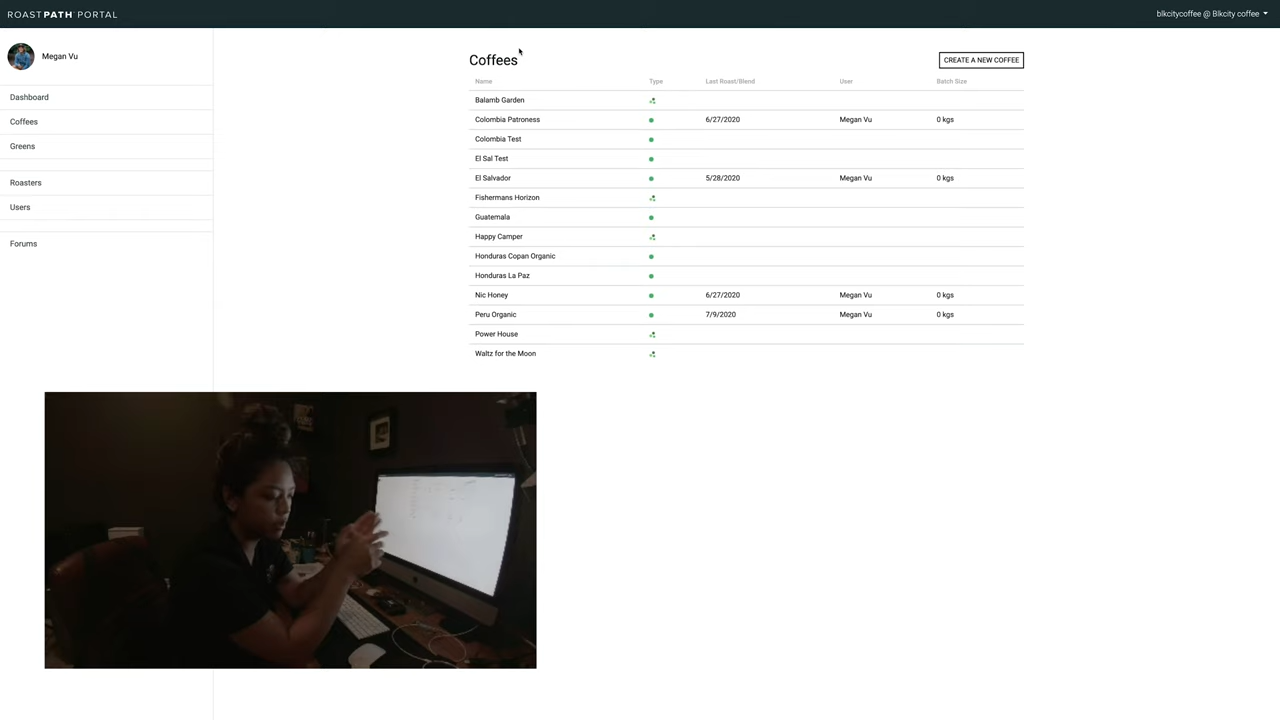 ROASTPATH PORTAL
blkcitycoffee @ Blkcity coffee
Megan Vu
Dashboard
Coffees
Greens
Roasters
Users
Forums
Coffees
CREATE A NEW COFFEE
Name Type Last Roast/Blend User Batch Size
Balamb Garden
Colombia Patroness 6/27/2020 Megan Vu 0 kgs
Colombia Test
El Sal Test
El Salvador 5/28/2020 Megan Vu 0 kgs
Fishermans Horizon
Guatemala
Happy Camper
Honduras Copan Organic
Honduras La Paz
Nic Honey 6/27/2020 Megan Vu 0 kgs
Peru Organic 7/9/2020 Megan Vu 0 kgs
Power House
Waltz for the Moon